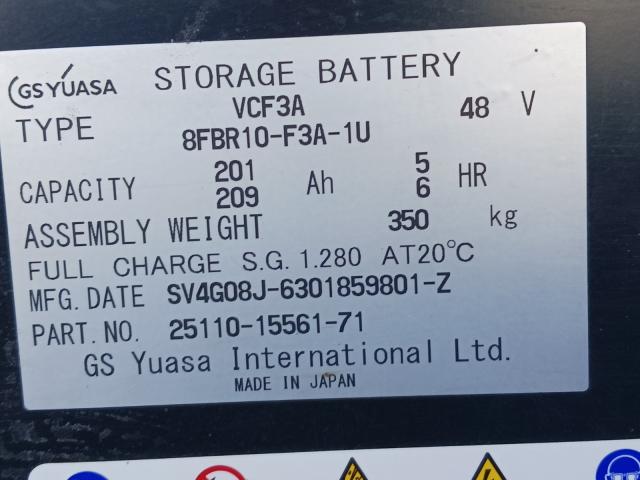 GS YUASA STORAGE BATTERY
TYPE VCF3A 48 V
8FBR10-F3A-1U
CAPACITY 201 Ah 5 HR
209 6
ASSEMBLY WEIGHT 350 kg
FULL CHARGE S.G. 1.280 AT20℃
MFG. DATE SV4G08J-6301859801-Z
PART. NO. 25110-15561-71
GS Yuasa International Ltd.
MADE IN JAPAN